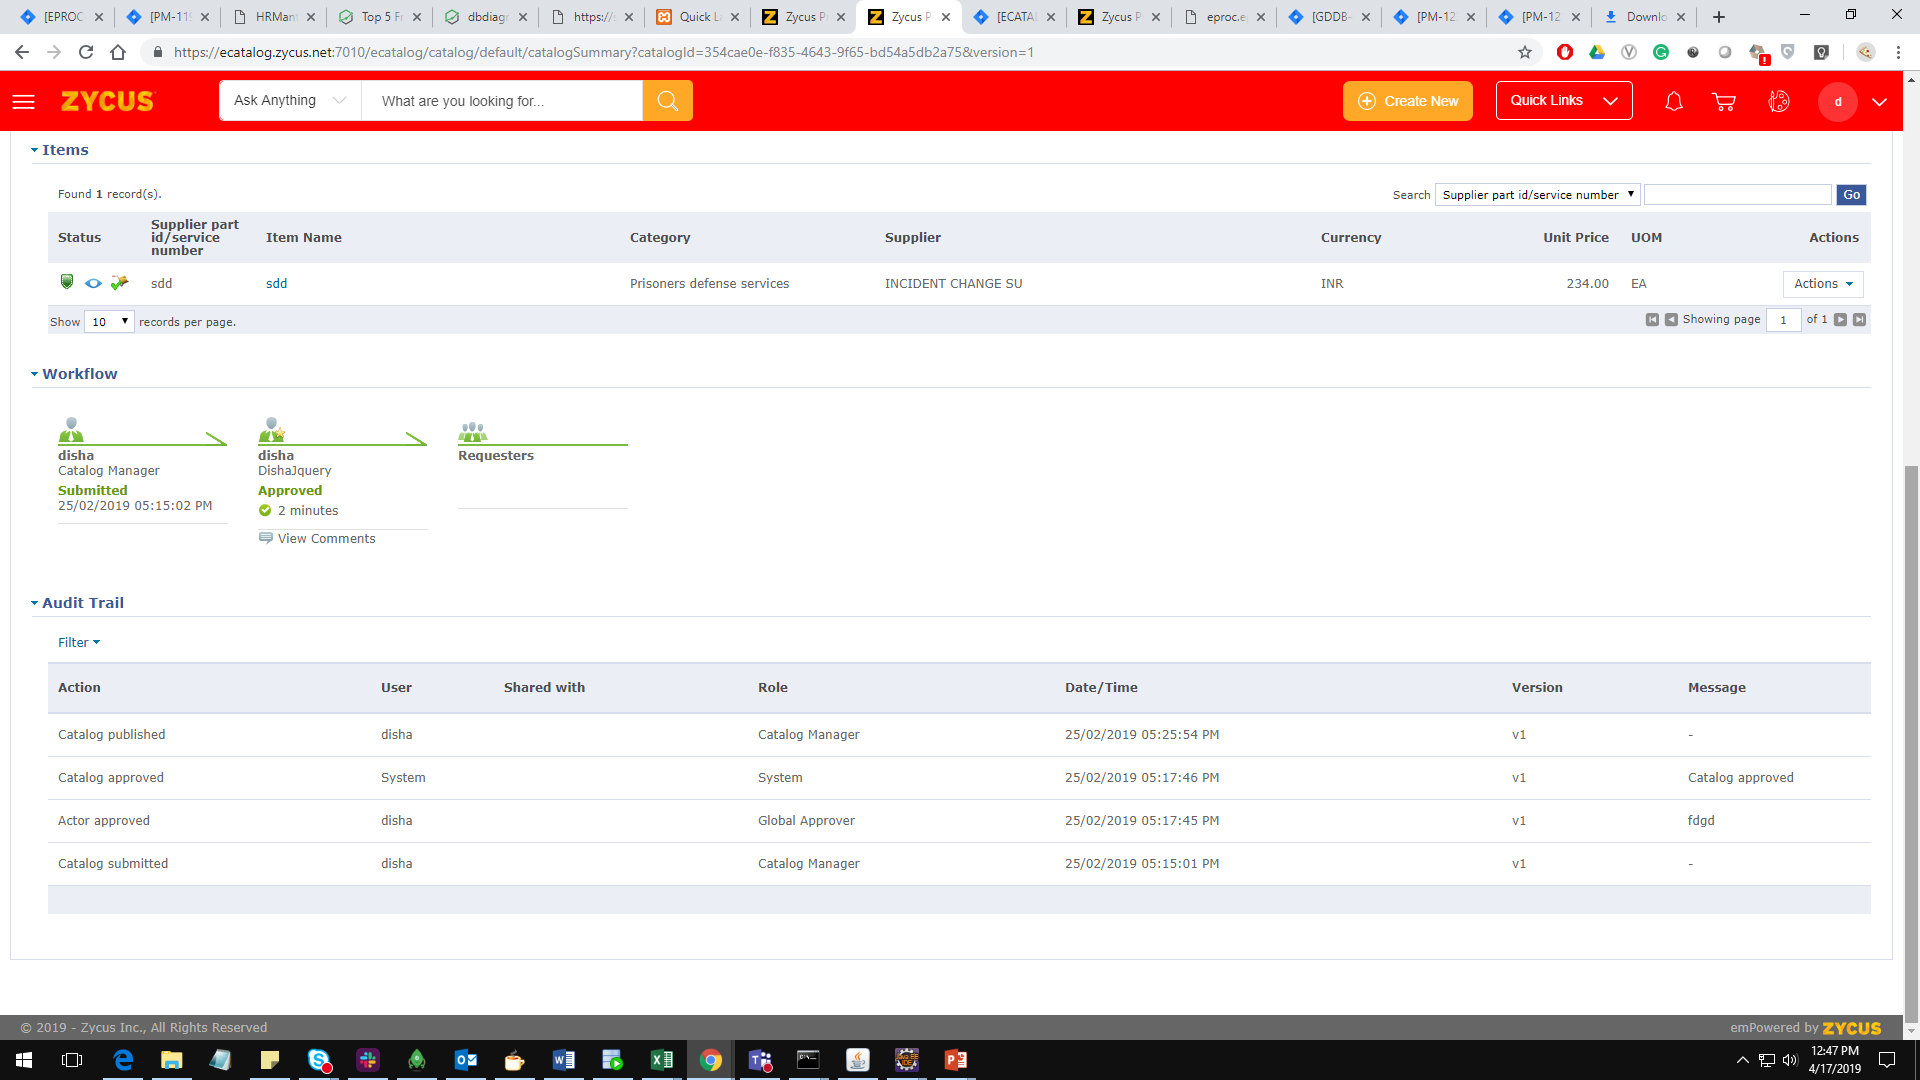 [EPROC [PM-119 HRMan Top 5 Fr dbdiagr https:// Quick L Zycus P Zycus P [ECATAL Zycus P eproc.e [GDDB- [PM-12 [PM-12 Downlo
https://ecatalog.zycus.net:7010/ecatalog/catalog/default/catalogSummary?catalogId=354cae0e-f835-4643-9f65-bd54a5db2a75&version=1
ZYCUS Ask Anything What are you looking for... Create New Quick Links d
Items
Found 1 record(s). Search Supplier part id/service number Go
Status Supplier part id/service number Item Name Category Supplier Currency Unit Price UOM Actions
sdd sdd Prisoners defense services INCIDENT CHANGE SU INR 234.00 EA Actions
Show 10 records per page. Showing page 1 of 1
Workflow
disha disha Requesters
Catalog Manager DishaJquery
Submitted Approved
25/02/2019 05:15:02 PM 2 minutes
View Comments
Audit Trail
Filter
Action User Shared with Role Date/Time Version Message
Catalog published disha Catalog Manager 25/02/2019 05:25:54 PM v1 -
Catalog approved System System 25/02/2019 05:17:46 PM v1 Catalog approved
Actor approved disha Global Approver 25/02/2019 05:17:45 PM v1 fdgd
Catalog submitted disha Catalog Manager 25/02/2019 05:15:01 PM v1 -
© 2019 - Zycus Inc., All Rights Reserved emPowered by ZYCUS
12:47 PM
4/17/2019